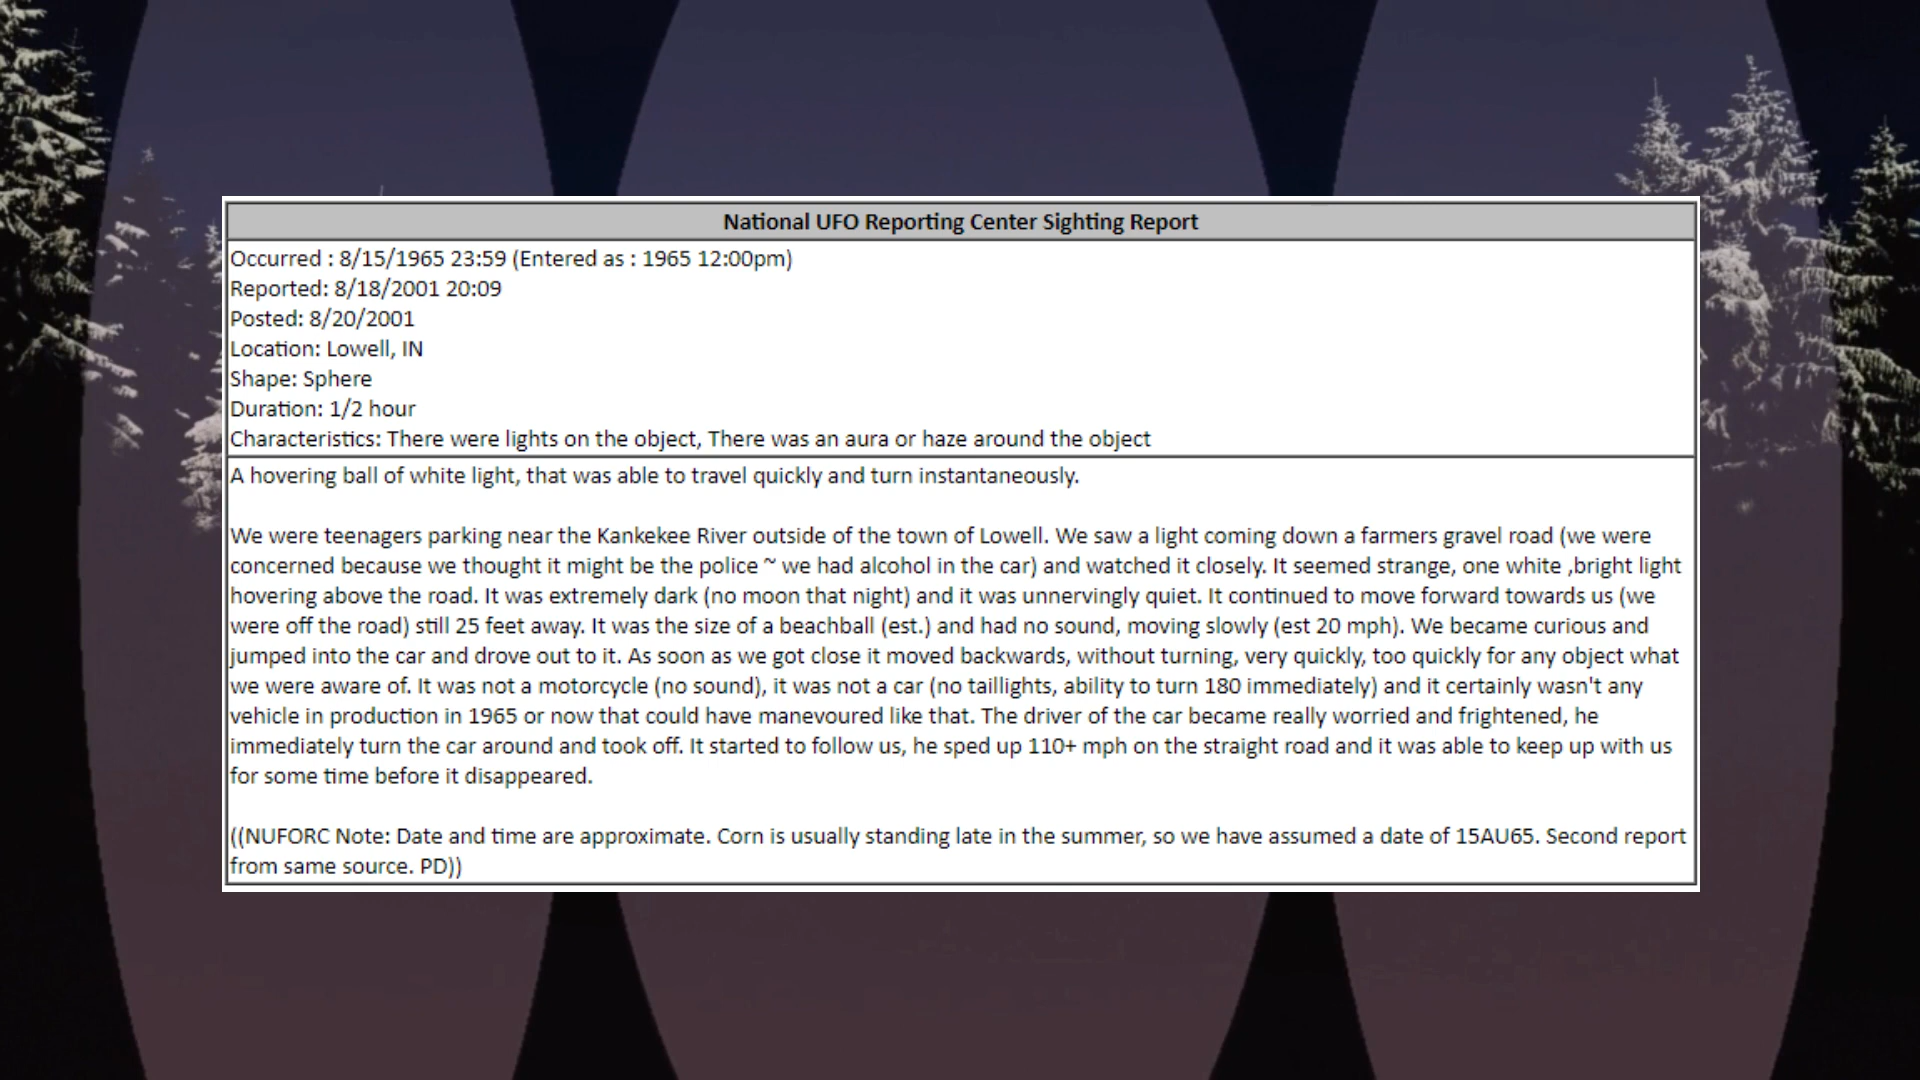 National UFO Reporting Center Sighting Report
Occurred : 8/15/1965 23:59 (Entered as : 1965 12:00pm)
Reported: 8/18/2001 20:09
Posted: 8/20/2001
Location: Lowell, IN
Shape: Sphere
Duration: 1/2 hour
Characteristics: There were lights on the object, There was an aura or haze around the object
A hovering ball of white light, that was able to travel quickly and turn instantaneously.
We were teenagers parking near the Kankekee River outside of the town of Lowell. We saw a light coming down a farmers gravel road (we were
concerned because we thought it might be the police ~ we had alcohol in the car) and watched it closely. It seemed strange, one white ,bright light
hovering above the road. It was extremely dark (no moon that night) and it was unnervingly quiet. It continued to move forward towards us (we
were off the road) still 25 feet away. It was the size of a beachball (est.) and had no sound, moving slowly (est 20 mph). We became curious and
jumped into the car and drove out to it. As soon as we got close it moved backwards, without turning, very quickly, too quickly for any object what
we were aware of. It was not a motorcycle (no sound), it was not a car (no taillights, ability to turn 180 immediately) and it certainly wasn't any
vehicle in production in 1965 or now that could have manevoured like that. The driver of the car became really worried and frightened, he
immediately turn the car around and took off. It started to follow us, he sped up 110+ mph on the straight road and it was able to keep up with us
for some time before it disappeared.
((NUFORC Note: Date and time are approximate. Corn is usually standing late in the summer, so we have assumed a date of 15AU65. Second report
from same source. PD))